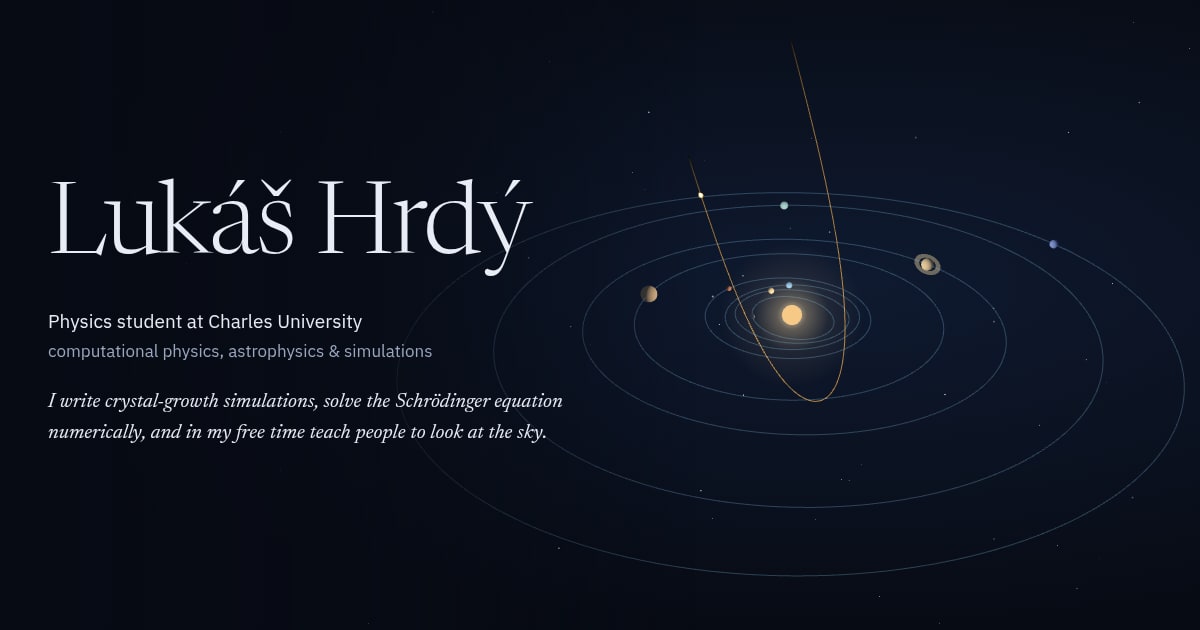 Lukáš Hrdý
Physics student at Charles University
computational physics, astrophysics & simulations
I write crystal-growth simulations, solve the Schrödinger equation
numerically, and in my free time teach people to look at the sky.